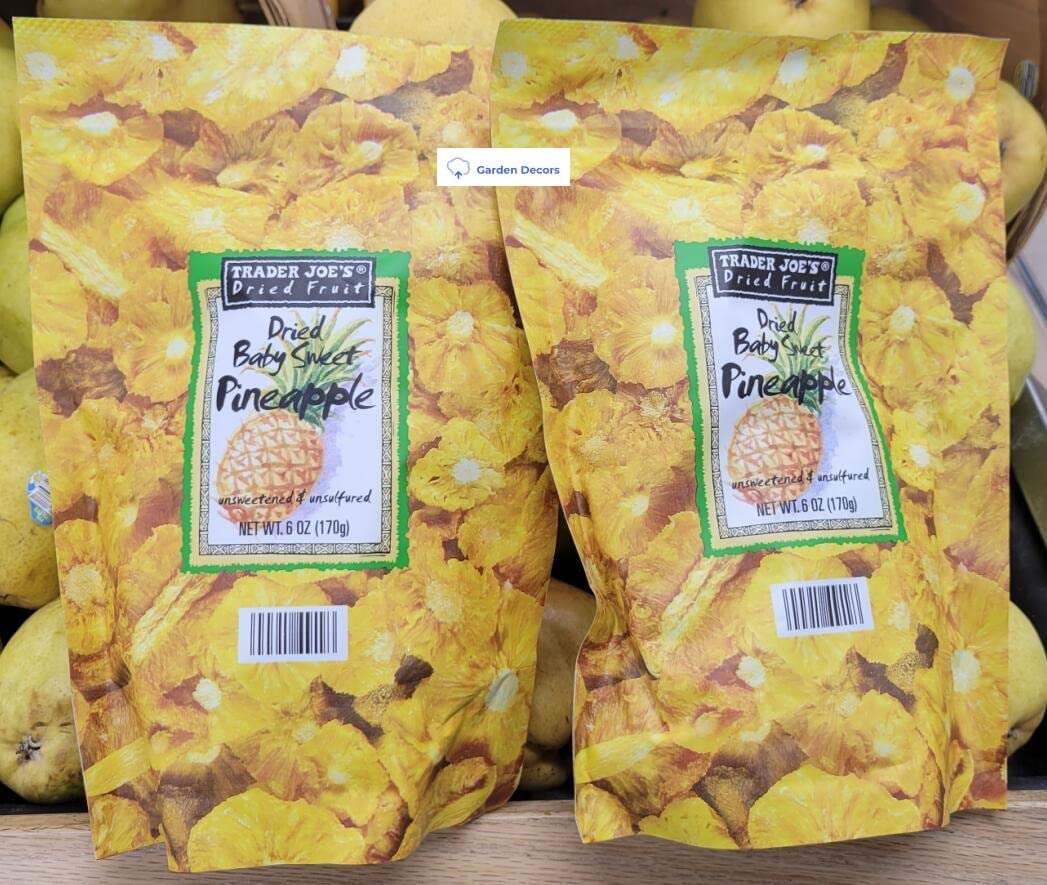 Garden Decors
TRADER JOE'S®
Dried Fruit
Dried
Baby Sweet
Pineapple
unsweetened & unsulfured
NET WT. 6 OZ (170g)
TRADER JOE'S®
Dried Fruit
Dried
Baby Sweet
Pineapple
unsweetened & unsulfured
NET WT. 6 OZ (170g)